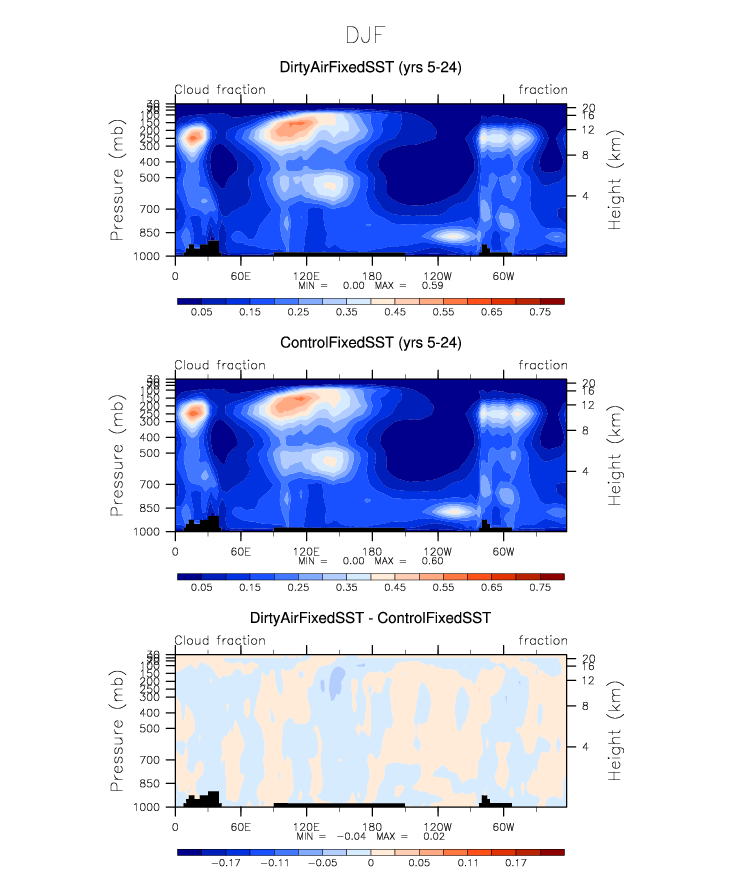 DJF
DirtyAirFixedSST (yrs 5-24)
Cloud fraction fraction
Pressure (mb)
30
100
150
200
250
300
400
500
700
850
1000
20
16
12
8
4
Height (km)
0 60E 120E 180 120W 60W
MIN = 0.00 MAX = 0.59
0.05 0.15 0.25 0.35 0.45 0.55 0.65 0.75
ControlFixedSST (yrs 5-24)
Cloud fraction fraction
Pressure (mb)
30
100
150
200
250
300
400
500
700
850
1000
20
16
12
8
4
Height (km)
0 60E 120E 180 120W 60W
MIN = 0.00 MAX = 0.60
0.05 0.15 0.25 0.35 0.45 0.55 0.65 0.75
DirtyAirFixedSST - ControlFixedSST
Cloud fraction fraction
Pressure (mb)
30
100
150
200
250
300
400
500
700
850
1000
20
16
12
8
4
Height (km)
0 60E 120E 180 120W 60W
MIN = -0.04 MAX = 0.02
-0.17 -0.11 -0.05 0 0.05 0.11 0.17